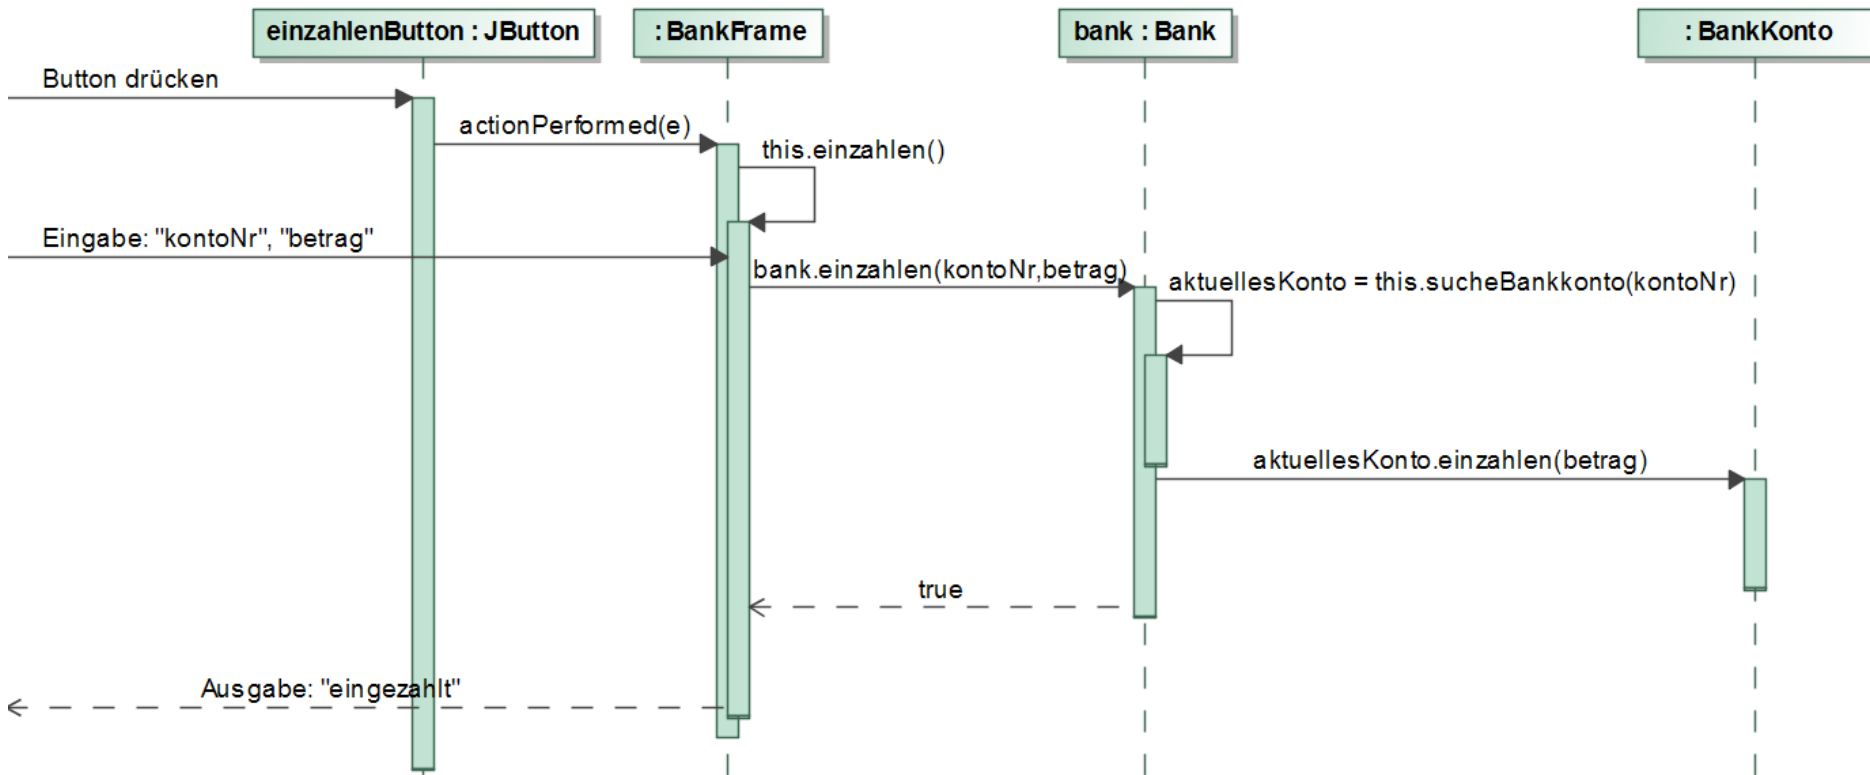 einzahlenButton : JButton
: BankFrame
bank : Bank
: BankKonto
Button drücken
actionPerformed(e)
this.einzahlen()
Eingabe: "kontoNr", "betrag"
bank.einzahlen(kontoNr,betrag)
aktuellesKonto = this.sucheBankkonto(kontoNr)
aktuellesKonto.einzahlen(betrag)
true
Ausgabe: "eingezahlt"